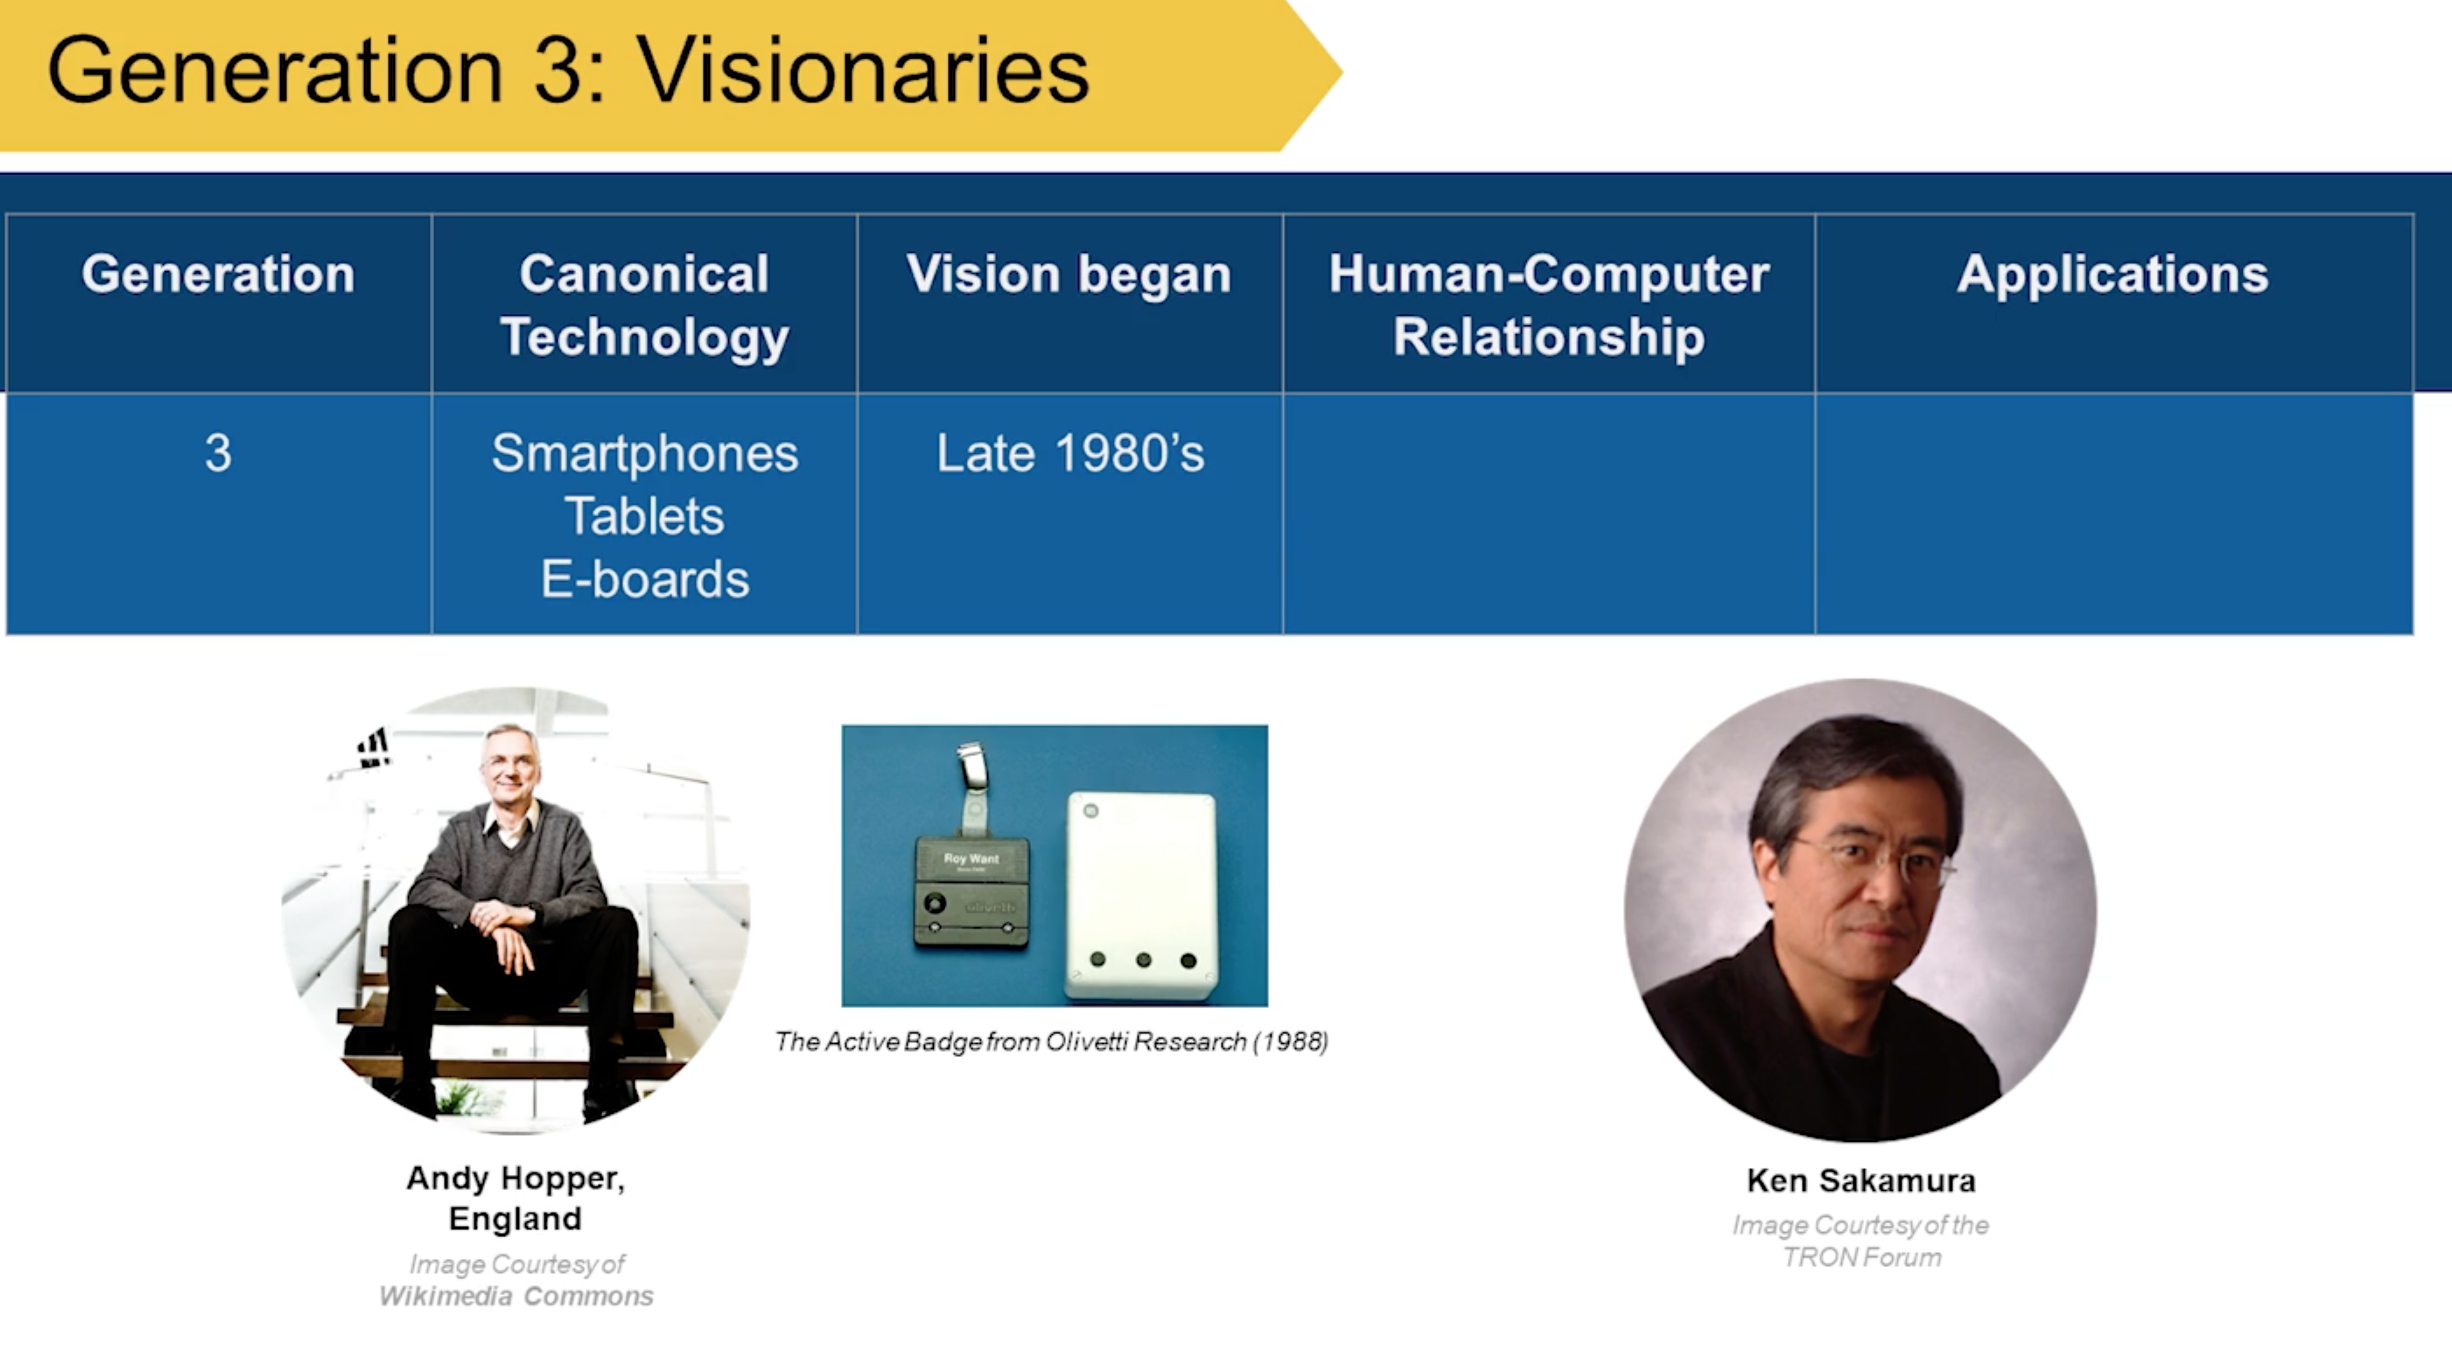 Generation 3: Visionaries
Generation
Canonical
Technology
Vision began
Human-Computer
Relationship
Applications
3
Smartphones
Tablets
E-boards
Late 1980’s
Roy Want
olivetti
The Active Badge from Olivetti Research (1988)
Andy Hopper,
England
Image Courtesy of
Wikimedia Commons
Ken Sakamura
Image Courtesy of the
TRON Forum